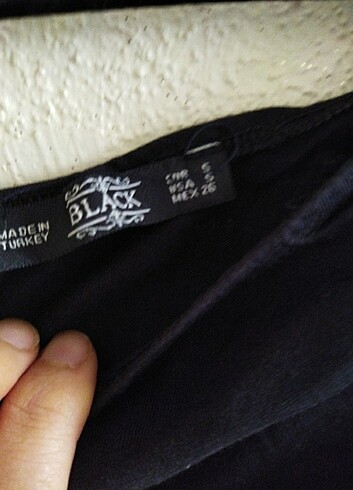 MADE IN
TURKEY
BLACK
EUR S
USA S
MEX 26